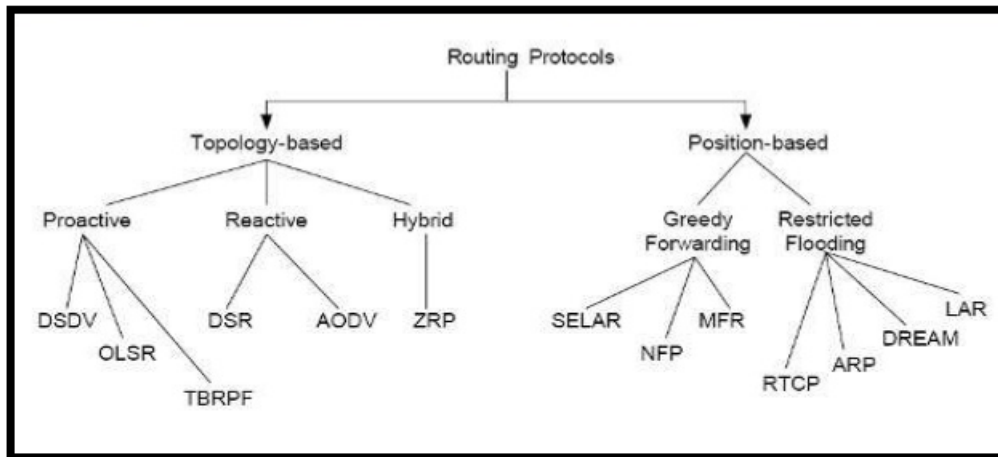 Routing Protocols
Topology-based
Position-based
Proactive
Reactive
Hybrid
Greedy
Forwarding
Restricted
Flooding
DSDV
OLSR
TBRPF
DSR
AODV
ZRP
SELAR
NFP
MFR
RTCP
ARP
DREAM
LAR